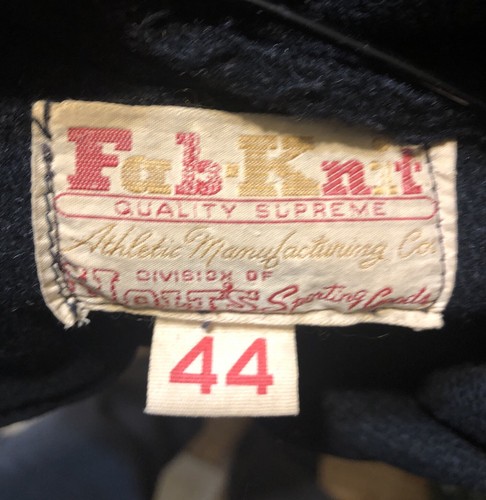 Fab-Knit
QUALITY SUPREME
Athletic Manufacturing Co.
DIVISION OF
Sporting Goods
44